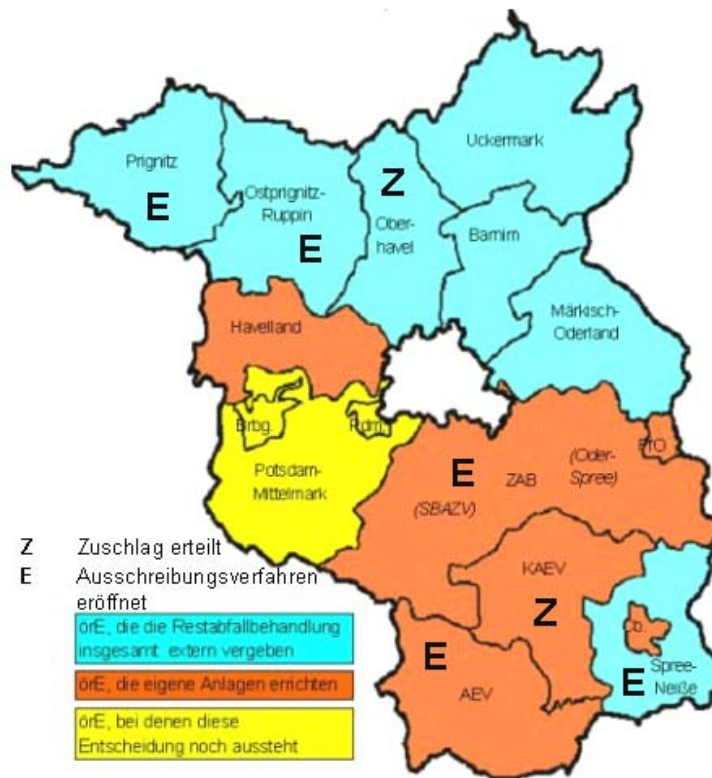 Uckermark
Prignitz
Z
E
Ostprignitz-
Ruppin
E
Ober-
havel
Barnim
Märkisch-
Oderland
Havelland
Brbg.
Pdm.
Potsdam-
Mittelmark
E
(SBAZV)
ZAB
(Oder-
Spree)
FfO
KAEV
Z
Cb.
E
Spree-
Neiße
E
AEV
Z Zuschlag erteilt
E Ausschreibungsverfahren
eröffnet
örE, die die Restabfallbehandlung
insgesamt extern vergeben
örE, die eigene Anlagen errichten
örE, bei denen diese
Entscheidung noch aussteht